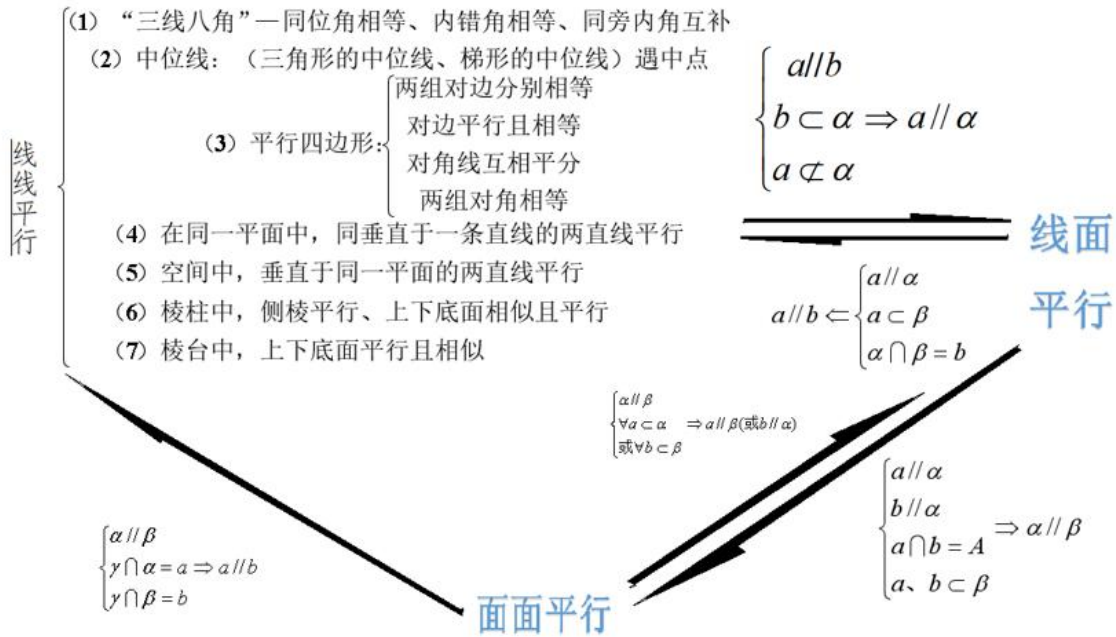 线线平行
(1) “三线八角”—同位角相等、内错角相等、同旁内角互补
(2) 中位线：（三角形的中位线、梯形的中位线）遇中点
(3) 平行四边形:
两组对边分别相等
对边平行且相等
对角线互相平分
两组对角相等
(4) 在同一平面中，同垂直于一条直线的两直线平行
(5) 空间中，垂直于同一平面的两直线平行
(6) 棱柱中，侧棱平行、上下底面相似且平行
(7) 棱台中，上下底面平行且相似
a//b
b⊂α⇒a//α
a⊄α
线面
平行
a//α
a//b⇐ a⊂β
α⋂β=b
α//β
∀a⊂α ⇒a//β(或b//α)
或∀b⊂β
a//α
b//α
a⋂b=A ⇒α//β
a、b⊂β
α//β
γ⋂α=a⇒a//b
γ⋂β=b
面面平行